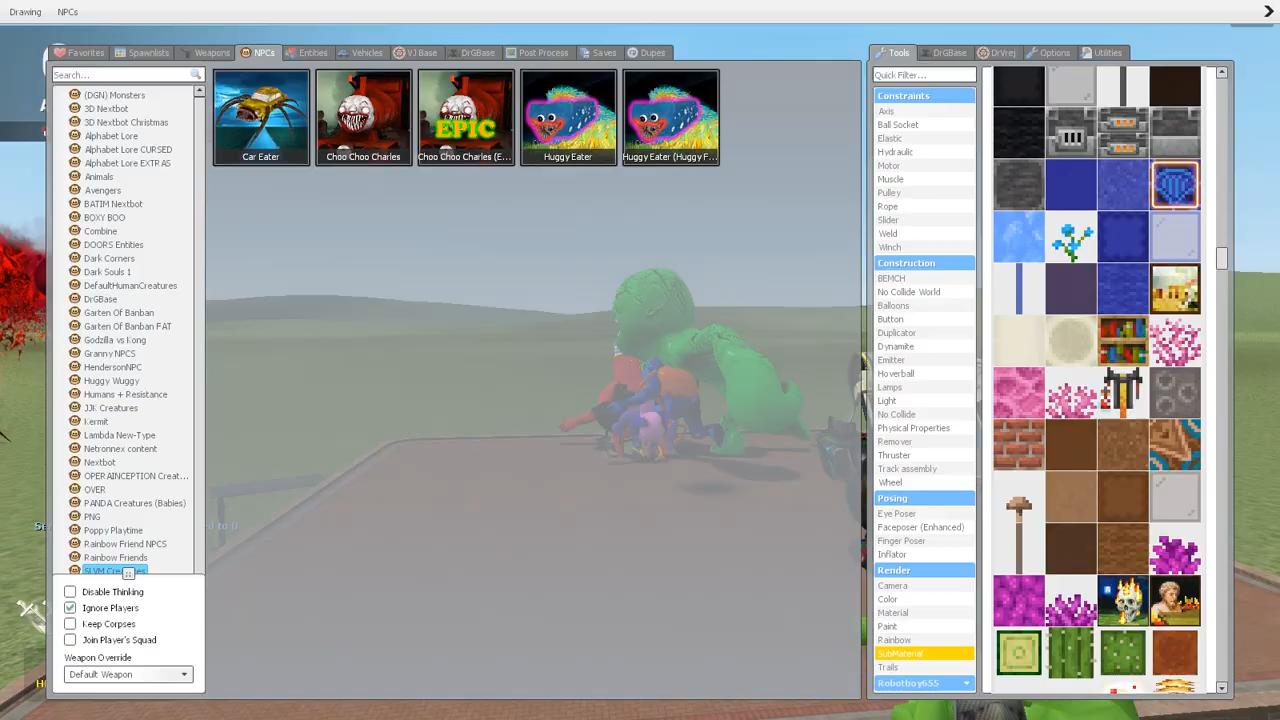 Drawing NPCs
Favorites Spawnlists Weapons NPCs Entities Vehicles VJ Base DrGBase Post Process Saves Dupes
Search...
(DGN) Monsters
3D Nextbot
3D Nextbot Christmas
Alphabet Lore
Alphabet Lore CURSED
Alphabet Lore EXTRAS
Animals
Avengers
BATIM Nextbot
BOXY BOO
Combine
DOORS Entities
Dark Corners
Dark Souls 1
DefaultHumanCreatures
DrGBase
Garten Of Banban
Garten Of Banban FAT
Godzilla vs Kong
Granny NPCS
HendersonNPC
Huggy Wuggy
Humans + Resistance
JJK Creatures
Kermit
Lambda New-Type
Netronnex content
Nextbot
OPERAINCEPTION Creat...
OVER
PANDA Creatures (Babies)
PNG
Poppy Playtime
Rainbow Friend NPCS
Rainbow Friends
Disable Thinking
Ignore Players
Keep Corpses
Join Player's Squad
Weapon Override
Default Weapon
Car Eater
Choo Choo Charles
EPIC
Choo Choo Charles (E...
Huggy Eater
Huggy Eater (Huggy F...
Tools DrGBase DrVrej Options Utilities
Quick Filter...
Constraints
Axis
Ball Socket
Elastic
Hydraulic
Motor
Muscle
Pulley
Rope
Slider
Weld
Winch
Construction
BEMCH
No Collide World
Balloons
Button
Duplicator
Dynamite
Emitter
Hoverball
Lamps
Light
No Collide
Physical Properties
Remover
Thruster
Track assembly
Wheel
Posing
Eye Poser
Faceposer (Enhanced)
Finger Poser
Inflator
Render
Camera
Color
Material
Paint
Rainbow
SubMaterial
Trails
Robotboy655